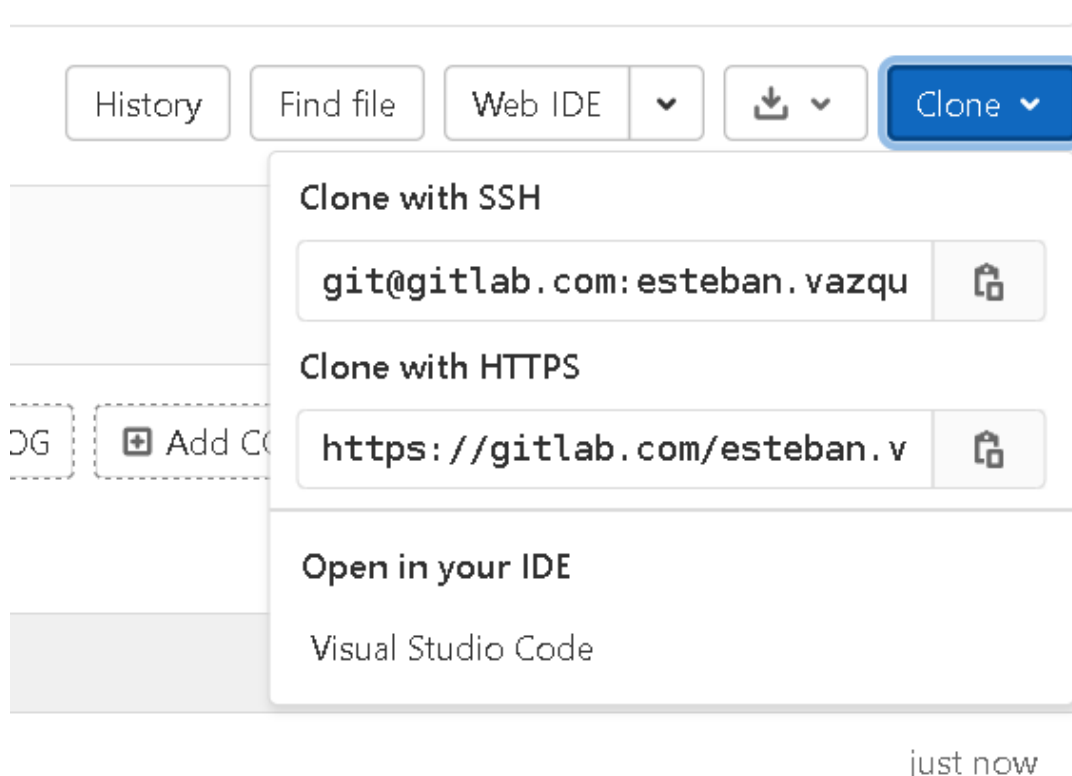 History Find file Web IDE Clone
Clone with SSH
git@gitlab.com:esteban.vazqu
Clone with HTTPS
https://gitlab.com/esteban.v
Add
Open in your IDE
Visual Studio Code
just now